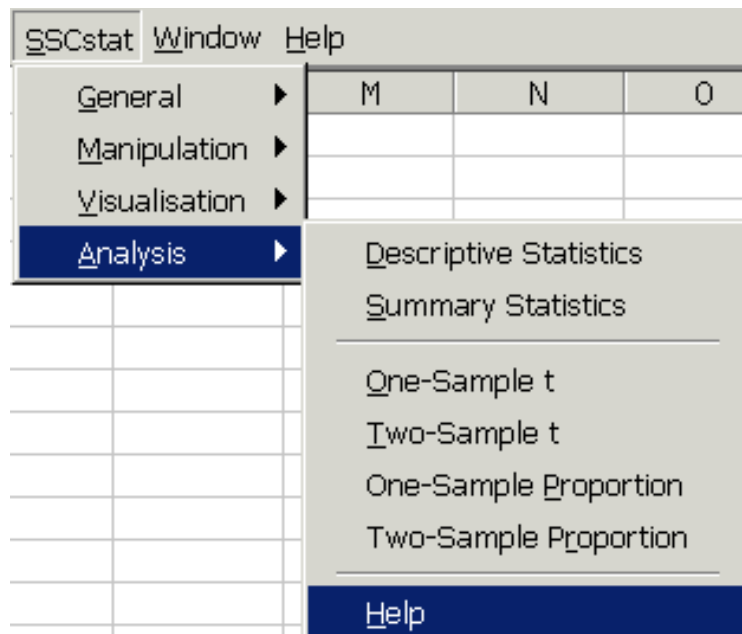 SSCstat Window Help
General
M N O
Manipulation
Visualisation
Analysis
Descriptive Statistics
Summary Statistics
One-Sample t
Two-Sample t
One-Sample Proportion
Two-Sample Proportion
Help